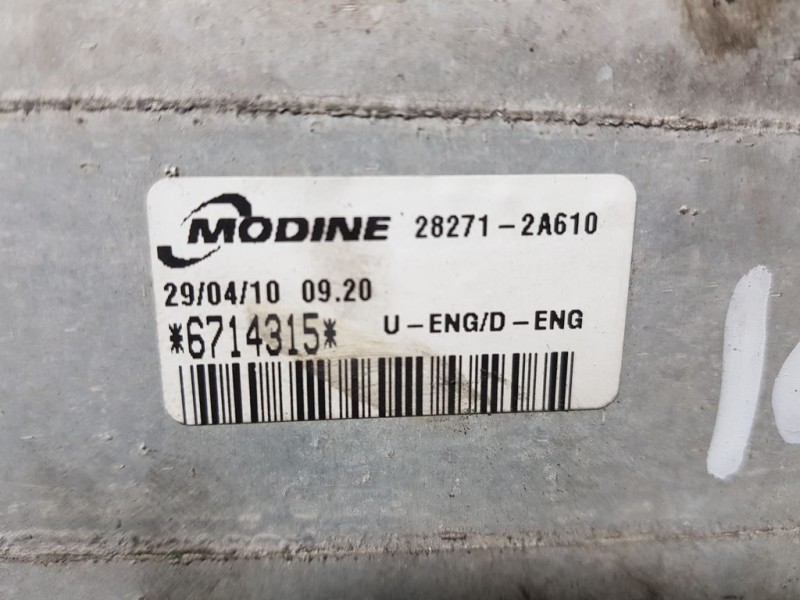 MODINE 28271-2A610
29/04/10 09.20
*6714315* U-ENG/D-ENG